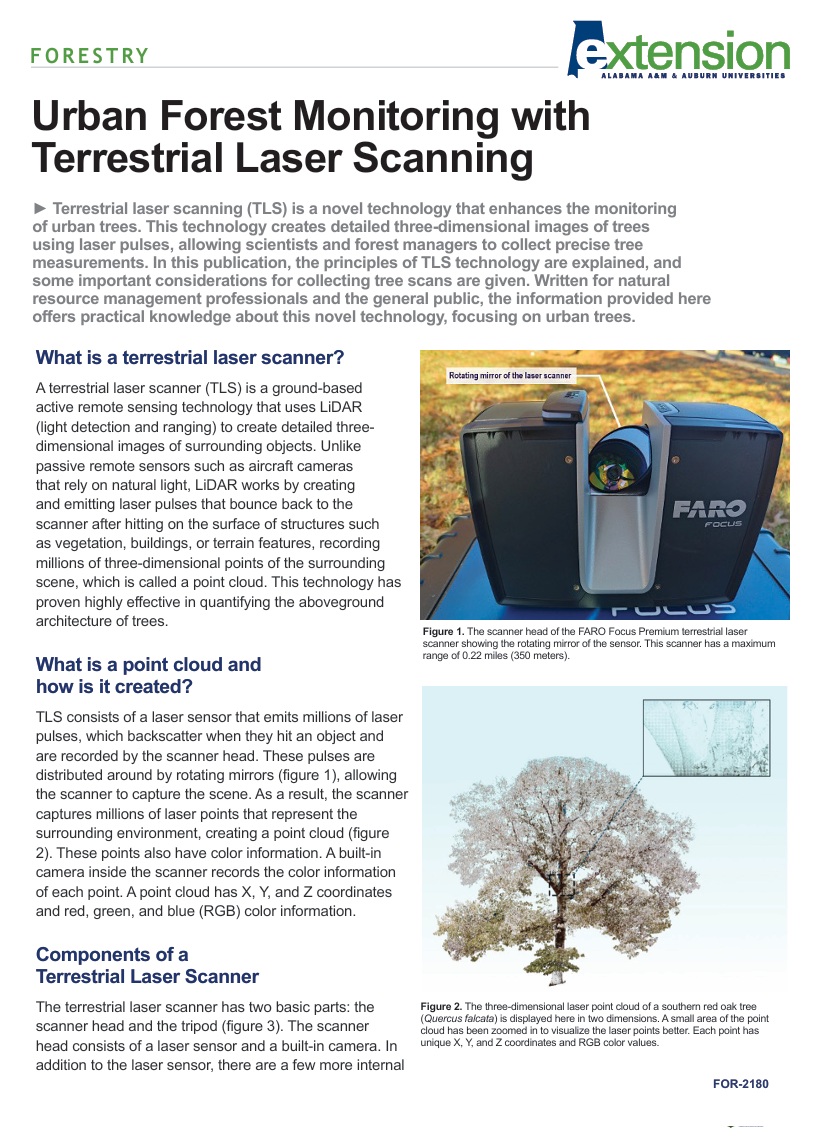 FORESTRY
extension
ALABAMA A&M & AUBURN UNIVERSITIES
Urban Forest Monitoring with
Terrestrial Laser Scanning
► Terrestrial laser scanning (TLS) is a novel technology that enhances the monitoring
of urban trees. This technology creates detailed three-dimensional images of trees
using laser pulses, allowing scientists and forest managers to collect precise tree
measurements. In this publication, the principles of TLS technology are explained, and
some important considerations for collecting tree scans are given. Written for natural
resource management professionals and the general public, the information provided here
offers practical knowledge about this novel technology, focusing on urban trees.
What is a terrestrial laser scanner?
A terrestrial laser scanner (TLS) is a ground-based
active remote sensing technology that uses LiDAR
(light detection and ranging) to create detailed three-
dimensional images of surrounding objects. Unlike
passive remote sensors such as aircraft cameras
that rely on natural light, LiDAR works by creating
and emitting laser pulses that bounce back to the
scanner after hitting on the surface of structures such
as vegetation, buildings, or terrain features, recording
millions of three-dimensional points of the surrounding
scene, which is called a point cloud. This technology has
proven highly effective in quantifying the aboveground
architecture of trees.
What is a point cloud and
how is it created?
TLS consists of a laser sensor that emits millions of laser
pulses, which backscatter when they hit an object and
are recorded by the scanner head. These pulses are
distributed around by rotating mirrors (figure 1), allowing
the scanner to capture the scene. As a result, the scanner
captures millions of laser points that represent the
surrounding environment, creating a point cloud (figure
2). These points also have color information. A built-in
camera inside the scanner records the color information
of each point. A point cloud has X, Y, and Z coordinates
and red, green, and blue (RGB) color information.
Components of a
Terrestrial Laser Scanner
The terrestrial laser scanner has two basic parts: the
scanner head and the tripod (figure 3). The scanner
head consists of a laser sensor and a built-in camera. In
addition to the laser sensor, there are a few more internal
Rotating mirror of the laser scanner
FARO
FOCUS
FOCUS
Figure 1. The scanner head of the FARO Focus Premium terrestrial laser
scanner showing the rotating mirror of the sensor. This scanner has a maximum
range of 0.22 miles (350 meters).
Figure 2. The three-dimensional laser point cloud of a southern red oak tree
(Quercus falcata) is displayed here in two dimensions. A small area of the point
cloud has been zoomed in to visualize the laser points better. Each point has
unique X, Y, and Z coordinates and RGB color values.
FOR-2180